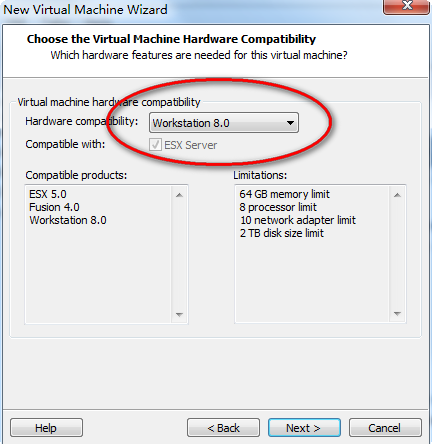 New Virtual Machine Wizard
Choose the Virtual Machine Hardware Compatibility
Which hardware features are needed for this virtual machine?
Virtual machine hardware compatibility
Hardware compatibility: Workstation 8.0
Compatible with: ESX Server
Compatible products:
ESX 5.0
Fusion 4.0
Workstation 8.0
Limitations:
64 GB memory limit
8 processor limit
10 network adapter limit
2 TB disk size limit
Help < Back Next > Cancel